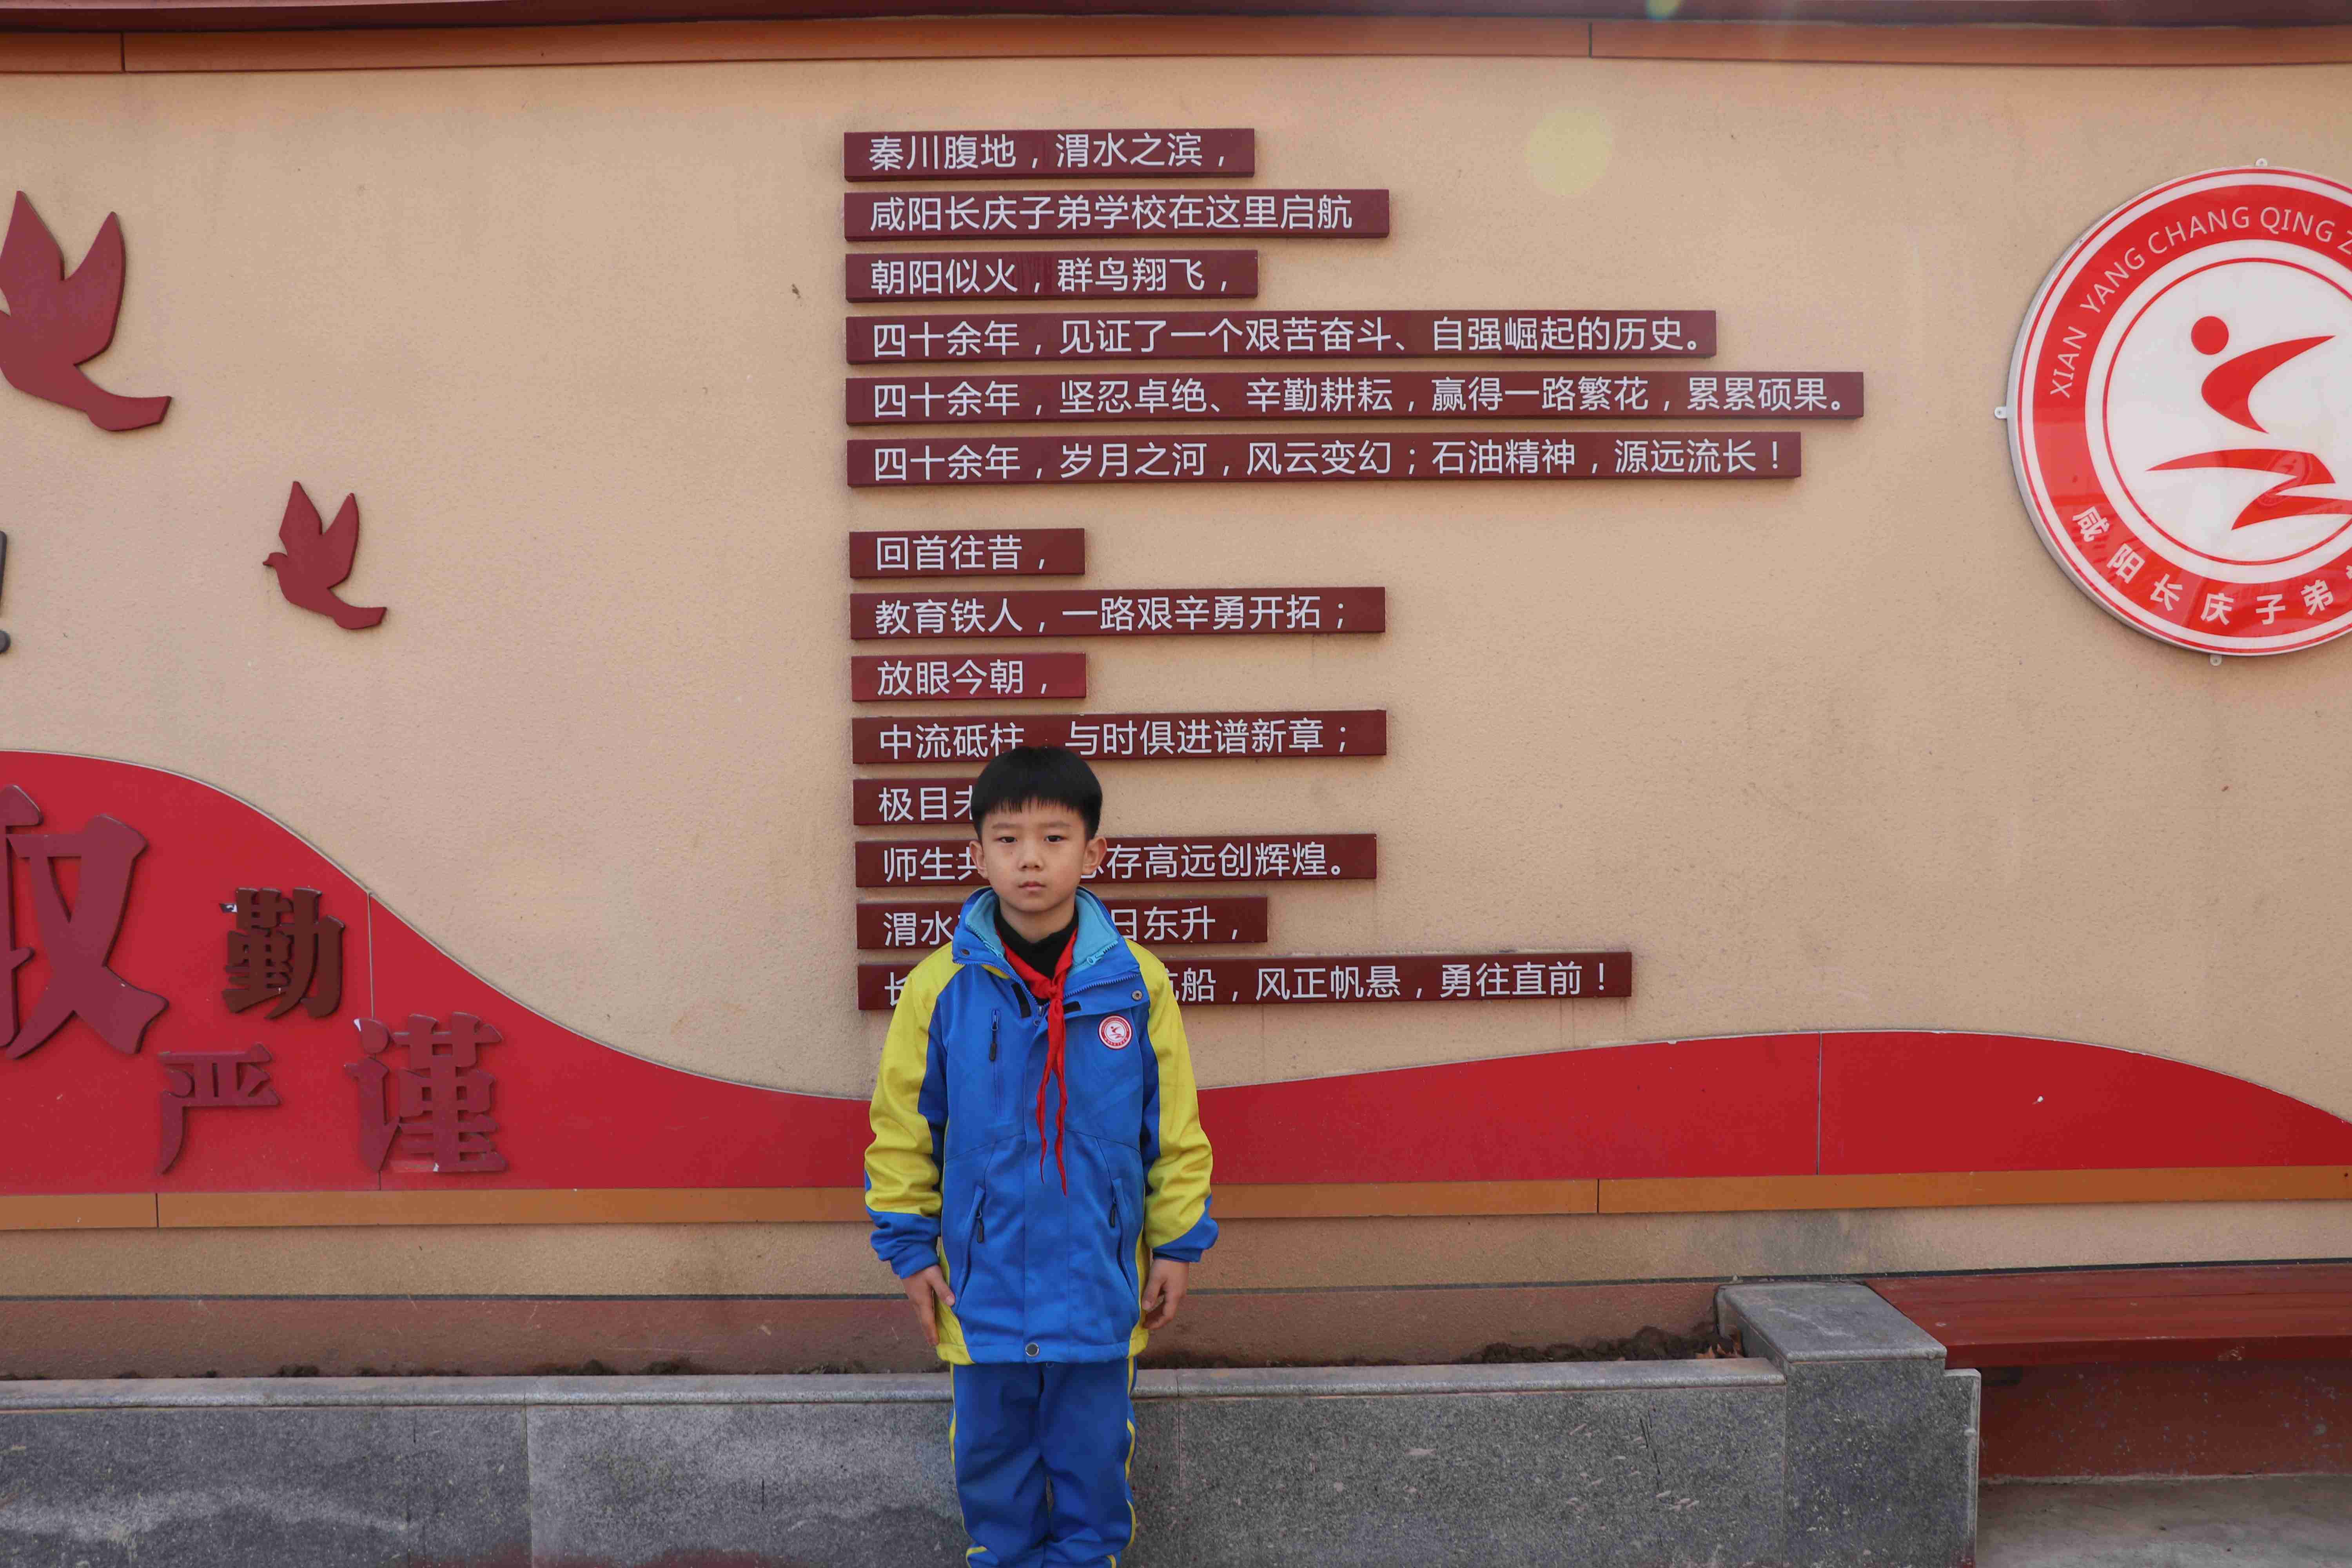 秦川腹地，渭水之滨，
咸阳长庆子弟学校在这里启航
朝阳似火，群鸟翔飞，
四十余年，见证了一个艰苦奋斗、自强崛起的历史。
四十余年，坚忍卓绝、辛勤耕耘，赢得一路繁花，累累硕果。
四十余年，岁月之河，风云变幻；石油精神，源远流长！
回首往昔，
教育铁人，一路艰辛勇开拓；
放眼今朝，
中流砥柱 与时俱进谱新章；
极目
师生 存高远创辉煌。
渭水 日东升，
长 船，风正帆悬，勇往直前！
XIAN YANG CHANG QING
咸阳长庆子弟
勤
严 谨